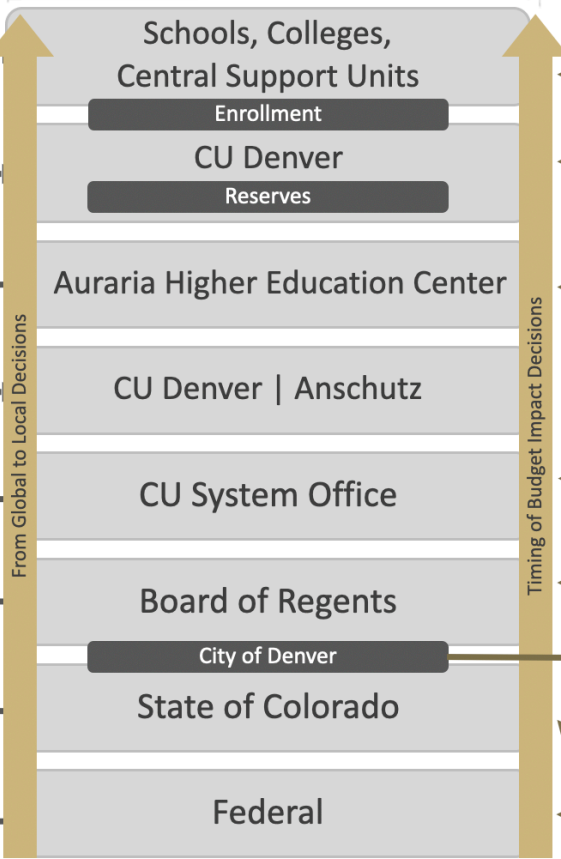 Schools, Colleges,
Central Support Units
Enrollment
CU Denver
Reserves
Auraria Higher Education Center
CU Denver | Anschutz
CU System Office
Board of Regents
City of Denver
State of Colorado
Federal
From Global to Local Decisions
Timing of Budget Impact Decisions